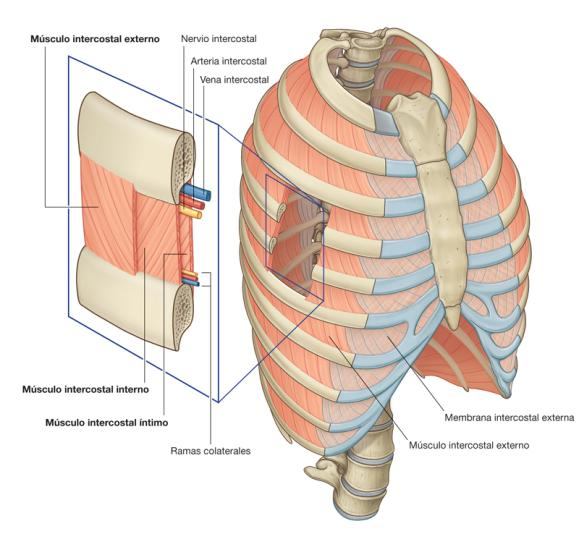 Músculo intercostal externo
Nervio intercostal
Arteria intercostal
Vena intercostal
Músculo intercostal interno
Músculo intercostal íntimo
Ramas colaterales
Membrana intercostal externa
Músculo intercostal externo